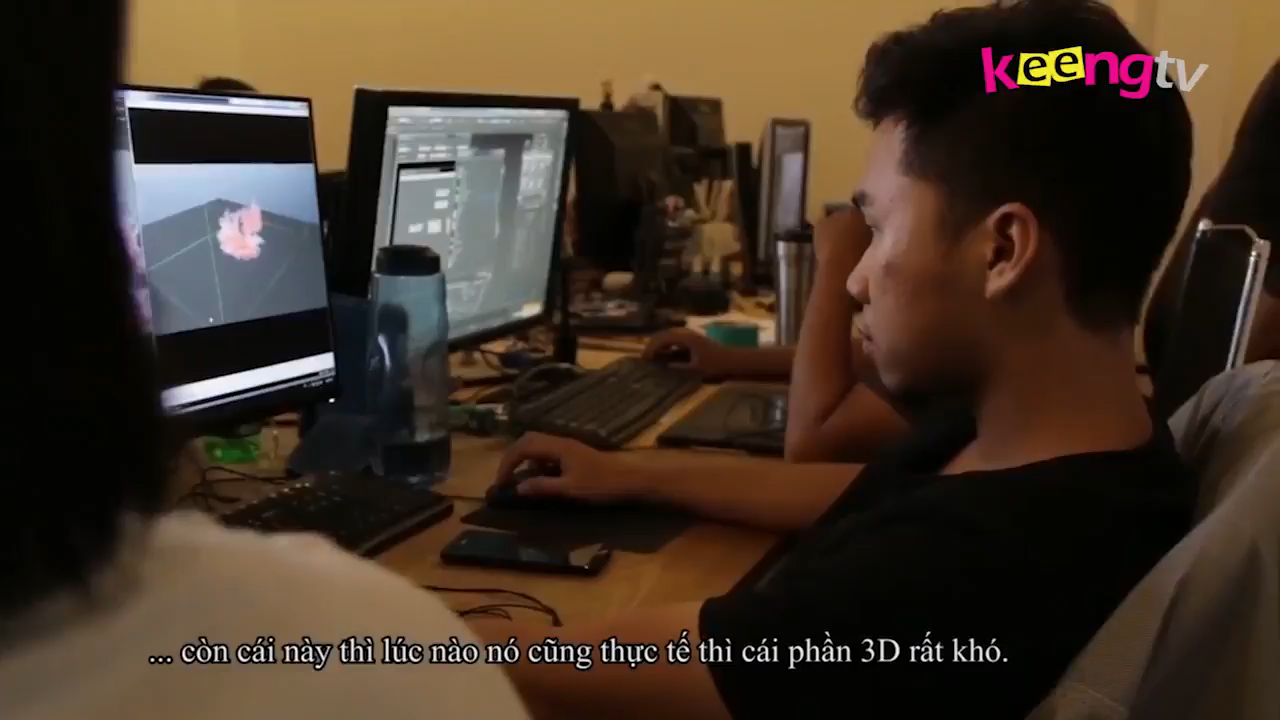 keengtv
... còn cái này thì lúc nào nó cũng thực tế thì cái phần 3D rất khó.